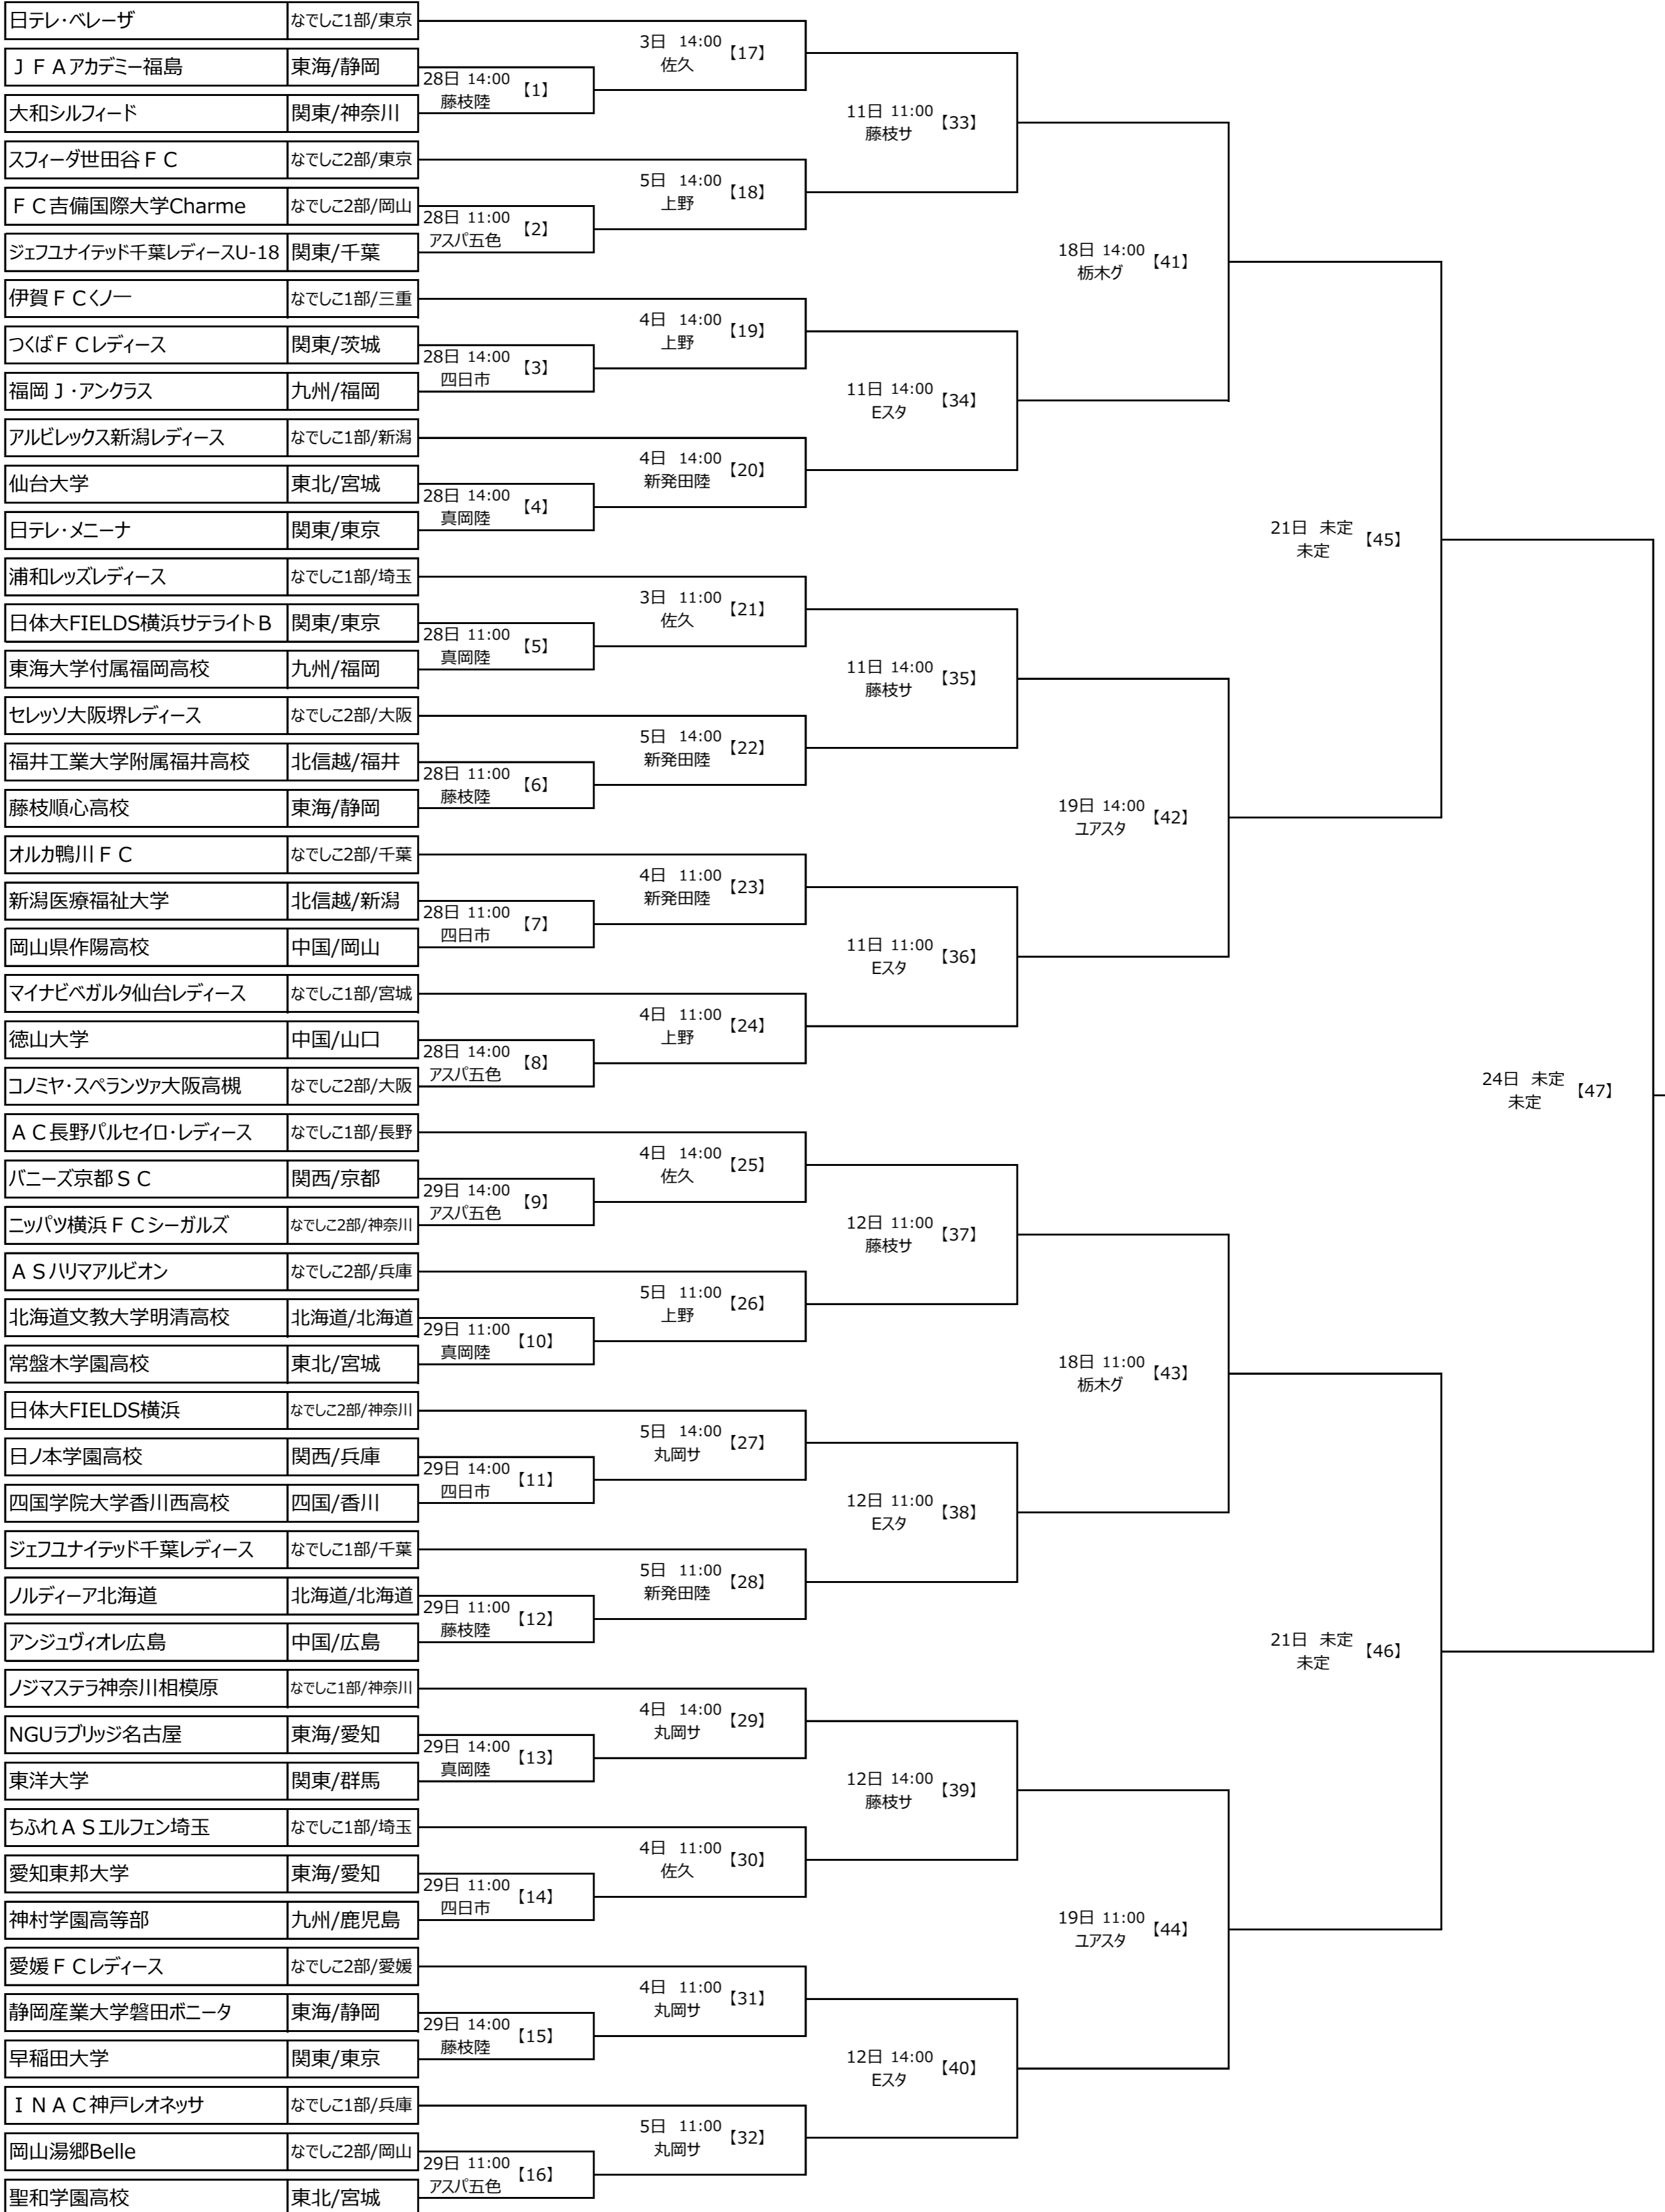 日テレ・ベレーザ なでしこ1部/東京
3日 14:00
佐久
【17】
JFAアカデミー福島 東海/静岡
28日 14:00
藤枝陸
【1】
大和シルフィード 関東/神奈川
11日 11:00
藤枝サ
【33】
スフィーダ世田谷FC なでしこ2部/東京
5日 14:00
上野
【18】
FC吉備国際大学Charme なでしこ2部/岡山
28日 11:00
アスパ五色
【2】
ジェフユナイテッド千葉レディースU-18 関東/千葉
18日 14:00
栃木グ
【41】
伊賀FCくノ一 なでしこ1部/三重
4日 14:00
上野
【19】
つくばFCレディース 関東/茨城
28日 14:00
四日市
【3】
福岡J・アンクラス 九州/福岡
11日 14:00
Eスタ
【34】
アルビレックス新潟レディース なでしこ1部/新潟
4日 14:00
新発田陸
【20】
仙台大学 東北/宮城
28日 14:00
真岡陸
【4】
日テレ・メニーナ 関東/東京
21日 未定
未定
【45】
浦和レッズレディース なでしこ1部/埼玉
3日 11:00
佐久
【21】
日体大FIELDS横浜サテライトB 関東/東京
28日 11:00
真岡陸
【5】
東海大学付属福岡高校 九州/福岡
11日 14:00
藤枝サ
【35】
セレッソ大阪堺レディース なでしこ2部/大阪
5日 14:00
新発田陸
【22】
福井工業大学附属福井高校 北信越/福井
28日 11:00
藤枝陸
【6】
藤枝順心高校 東海/静岡
19日 14:00
ユアスタ
【42】
オルカ鴨川FC なでしこ2部/千葉
4日 11:00
新発田陸
【23】
新潟医療福祉大学 北信越/新潟
28日 11:00
四日市
【7】
岡山県作陽高校 中国/岡山
11日 11:00
Eスタ
【36】
マイナビベガルタ仙台レディース なでしこ1部/宮城
4日 11:00
上野
【24】
徳山大学 中国/山口
28日 14:00
アスパ五色
【8】
コノミヤ・スペランツァ大阪高槻 なでしこ2部/大阪
24日 未定
未定
【47】
AC長野パルセイロ・レディース なでしこ1部/長野
4日 14:00
佐久
【25】
バニーズ京都SC 関西/京都
29日 14:00
アスパ五色
【9】
ニッパツ横浜FCシーガルズ なでしこ2部/神奈川
12日 11:00
藤枝サ
【37】
ASハリマアルビオン なでしこ2部/兵庫
5日 11:00
上野
【26】
北海道文教大学明清高校 北海道/北海道
29日 11:00
真岡陸
【10】
常盤木学園高校 東北/宮城
18日 11:00
栃木グ
【43】
日体大FIELDS横浜 なでしこ2部/神奈川
5日 14:00
丸岡サ
【27】
日ノ本学園高校 関西/兵庫
29日 14:00
四日市
【11】
四国学院大学香川西高校 四国/香川
12日 11:00
Eスタ
【38】
ジェフユナイテッド千葉レディース なでしこ1部/千葉
5日 11:00
新発田陸
【28】
ノルディーア北海道 北海道/北海道
29日 11:00
藤枝陸
【12】
アンジュヴィオレ広島 中国/広島
21日 未定
未定
【46】
ノジマステラ神奈川相模原 なでしこ1部/神奈川
4日 14:00
丸岡サ
【29】
NGUラブリッジ名古屋 東海/愛知
29日 14:00
真岡陸
【13】
東洋大学 関東/群馬
12日 14:00
藤枝サ
【39】
ちふれASエルフェン埼玉 なでしこ1部/埼玉
4日 11:00
佐久
【30】
愛知東邦大学 東海/愛知
29日 11:00
四日市
【14】
神村学園高等部 九州/鹿児島
19日 11:00
ユアスタ
【44】
愛媛FCレディース なでしこ2部/愛媛
4日 11:00
丸岡サ
【31】
静岡産業大学磐田ボニータ 東海/静岡
29日 14:00
藤枝陸
【15】
早稲田大学 関東/東京
12日 14:00
Eスタ
【40】
INAC神戸レオネッサ なでしこ1部/兵庫
5日 11:00
丸岡サ
【32】
岡山湯郷Belle なでしこ2部/岡山
29日 11:00
アスパ五色
【16】
聖和学園高校 東北/宮城